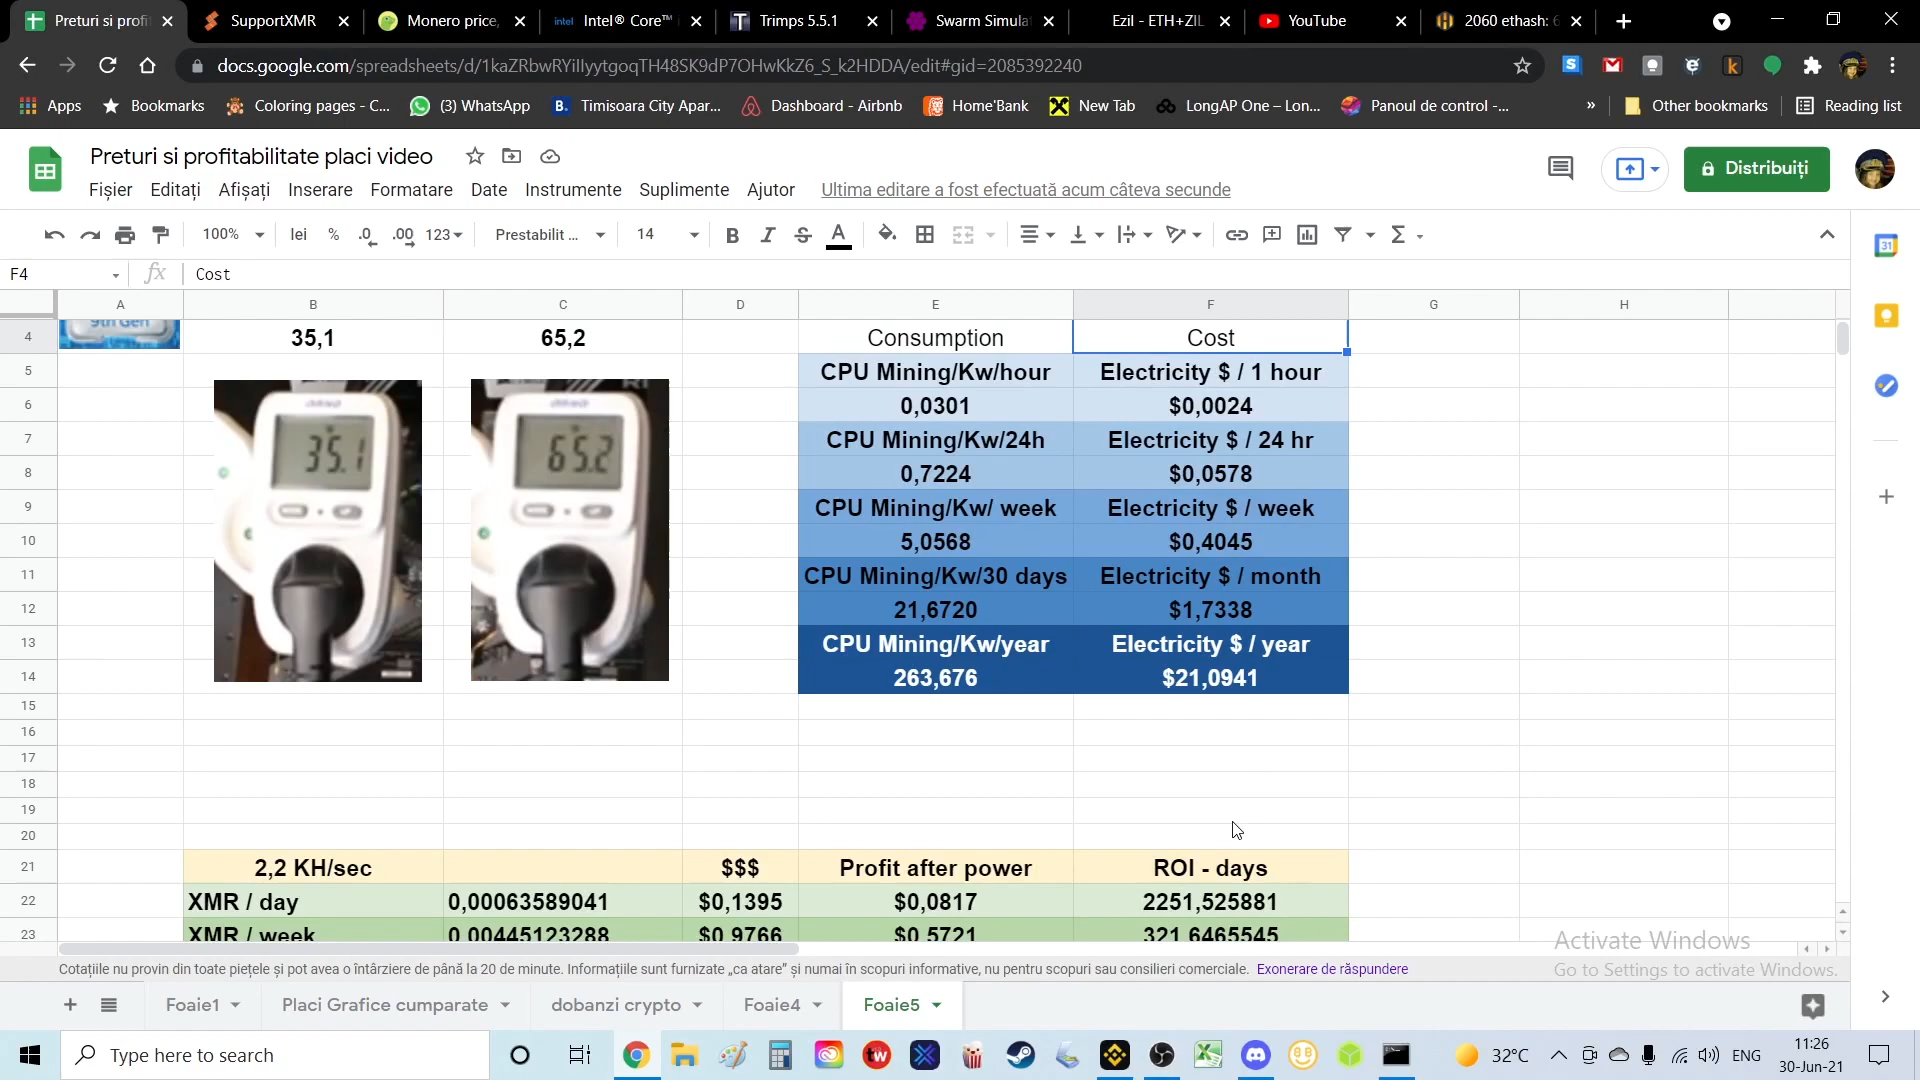 Preturi si profit
SupportXMR
Monero price,
Intel® Core™ i
Trimps 5.5.1
Swarm Simula
Ezil - ETH+ZIL
YouTube
2060 ethash: 6
docs.google.com/spreadsheets/d/1kaZRbwRYiIlyytgoqTH48SK9dP7OHwKkZ6_S_k2HDDA/edit#gid=2085392240
Apps Bookmarks Coloring pages - C... (3) WhatsApp Timisoara City Apar... Dashboard - Airbnb Home'Bank New Tab LongAP One – Lon... Panoul de control -... » Other bookmarks Reading list
Preturi si profitabilitate placi video
Distribuiți
Fișier Editați Afișați Inserare Formatare Date Instrumente Suplimente Ajutor Ultima editare a fost efectuată acum câteva secunde
100% lei % .0 .00 123 Prestabilit ... 14 B I S A
F4 fx Cost
A B C D E F G H
4 9th Gen 35,1 65,2 Consumption Cost
5 CPU Mining/Kw/hour Electricity $ / 1 hour
6 0,0301 $0,0024
7 CPU Mining/Kw/24h Electricity $ / 24 hr
8 0,7224 $0,0578
9 CPU Mining/Kw/ week Electricity $ / week
10 5,0568 $0,4045
11 CPU Mining/Kw/30 days Electricity $ / month
12 21,6720 $1,7338
13 CPU Mining/Kw/year Electricity $ / year
14 263,676 $21,0941
35.1 65.2
15
16
17
18
19
20
21 2,2 KH/sec $$$ Profit after power ROI - days
22 XMR / day 0,00063589041 $0,1395 $0,0817 2251,525881
23 XMR / week 0,00445123288 $0,9766 $0,5721 321,6465545
Activate Windows
Go to Settings to activate Windows.
Cotațiile nu provin din toate piețele și pot avea o întârziere de până la 20 de minute. Informațiile sunt furnizate „ca atare” și numai în scopuri informative, nu pentru scopuri sau consilieri comerciale. Exonerare de răspundere
Foaie1 Placi Grafice cumparate dobanzi crypto Foaie4 Foaie5
Type here to search
32°C
ENG
11:26
30-Jun-21